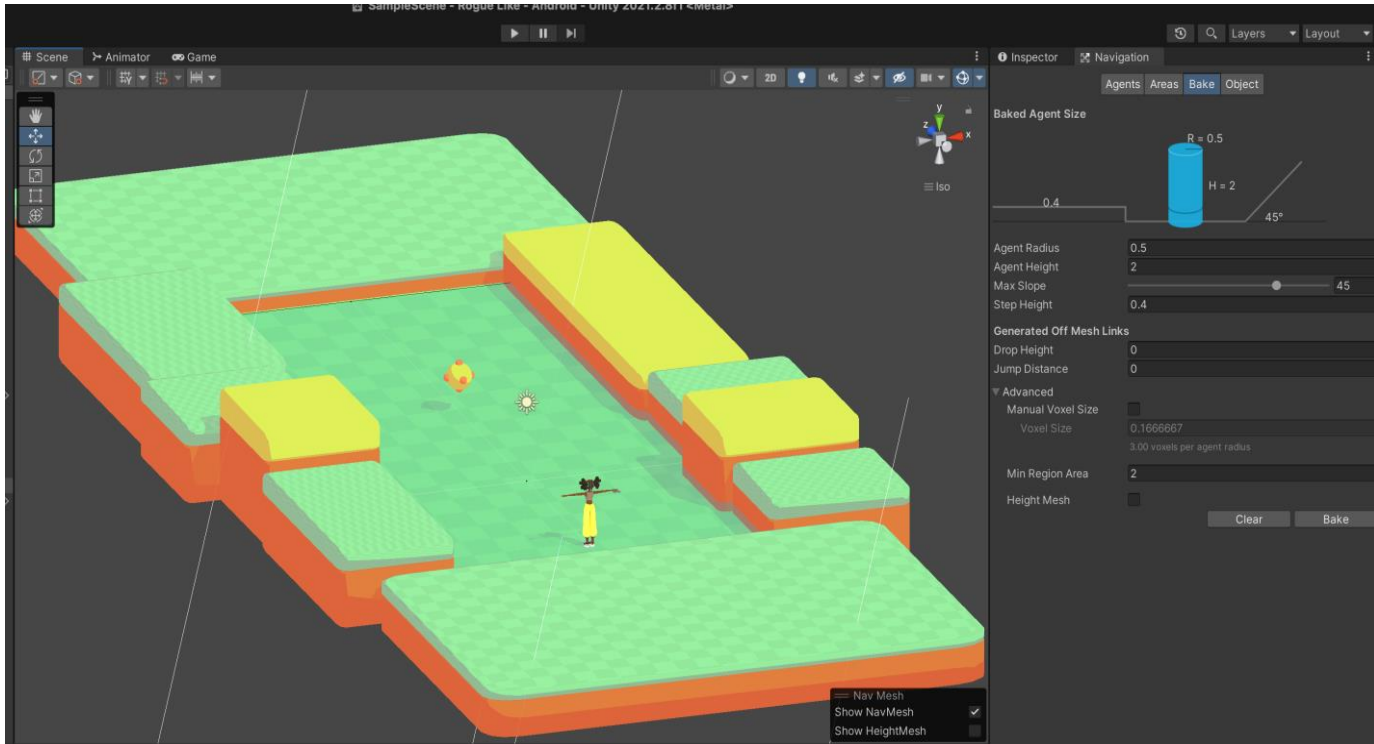 SampleScene - Rogue Like - Android - Unity 2021.2.8f1 <Metal>
Layers Layout
Scene Animator Game
Inspector Navigation
2D
Agents Areas Bake Object
Baked Agent Size
y
z
x
Iso
R = 0.5
H = 2
0.4
45°
Agent Radius 0.5
Agent Height 2
Max Slope 45
Step Height 0.4
Generated Off Mesh Links
Drop Height 0
Jump Distance 0
Advanced
Manual Voxel Size
Voxel Size 0.1666667
3.00 voxels per agent radius
Min Region Area 2
Height Mesh
Clear Bake
Nav Mesh
Show NavMesh
Show HeightMesh